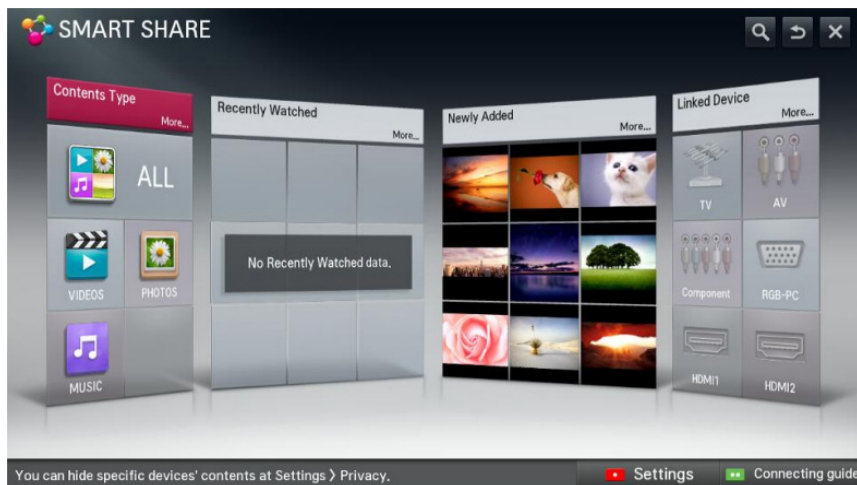 SMART SHARE
Contents Type
More...
ALL
VIDEOS
PHOTOS
MUSIC
Recently Watched
More...
No Recently Watched data.
Newly Added
More...
Linked Device
More...
TV
AV
Component
RGB-PC
HDMI1
HDMI2
You can hide specific devices' contents at Settings > Privacy.
Settings
Connecting guide